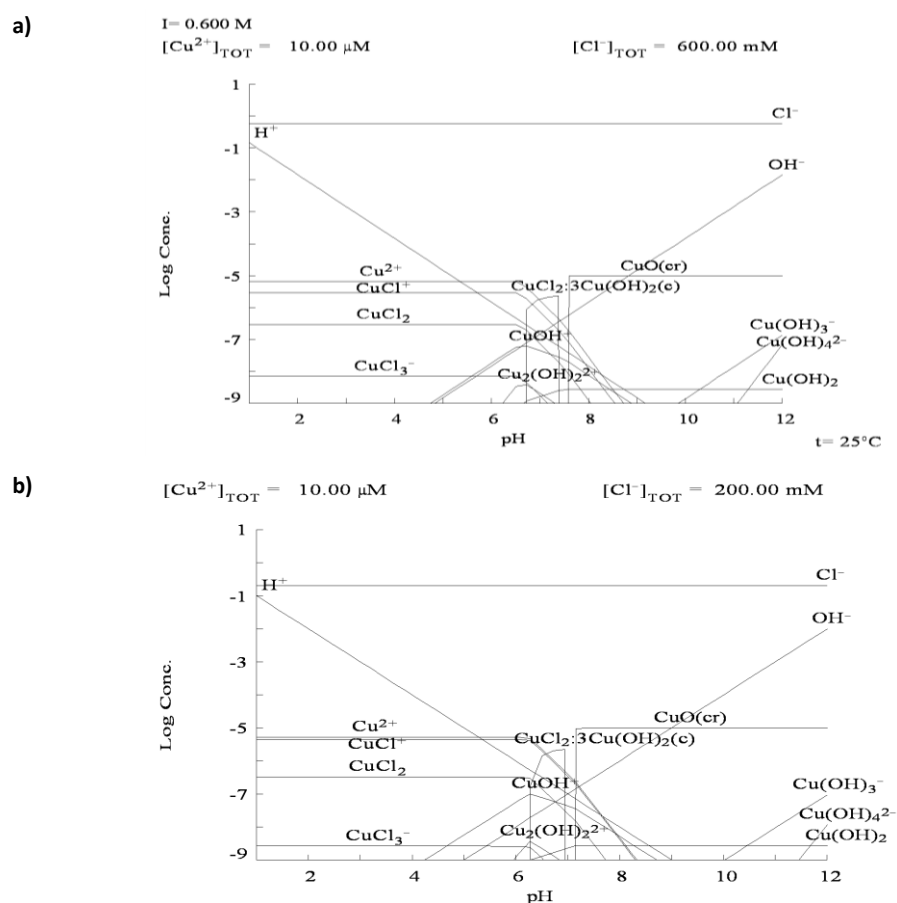 a)
I= 0.600 M
[Cu²⁺]TOT = 10.00 µM [Cl⁻]TOT = 600.00 mM
1
Cl⁻
H⁺
-1
OH⁻
-3
Log Conc.
-5
Cu²⁺
CuO(cr)
CuCl⁺
CuCl2:3Cu(OH)2(c)
CuCl2
-7
CuOH⁺
Cu(OH)3⁻
Cu(OH)4²⁻
CuCl3⁻
Cu2(OH)2²⁺
Cu(OH)2
-9
2 4 6 8 10 12
pH
t= 25°C
b)
[Cu²⁺]TOT = 10.00 µM [Cl⁻]TOT = 200.00 mM
1
H⁺
Cl⁻
-1
OH⁻
-3
Log Conc.
-5
Cu²⁺
CuO(cr)
CuCl⁺
CuCl2:3Cu(OH)2(c)
CuCl2
-7
CuOH⁺
Cu(OH)3⁻
Cu(OH)4²⁻
CuCl3⁻
Cu2(OH)2²⁺
Cu(OH)2
-9
2 4 6 8 10 12
pH